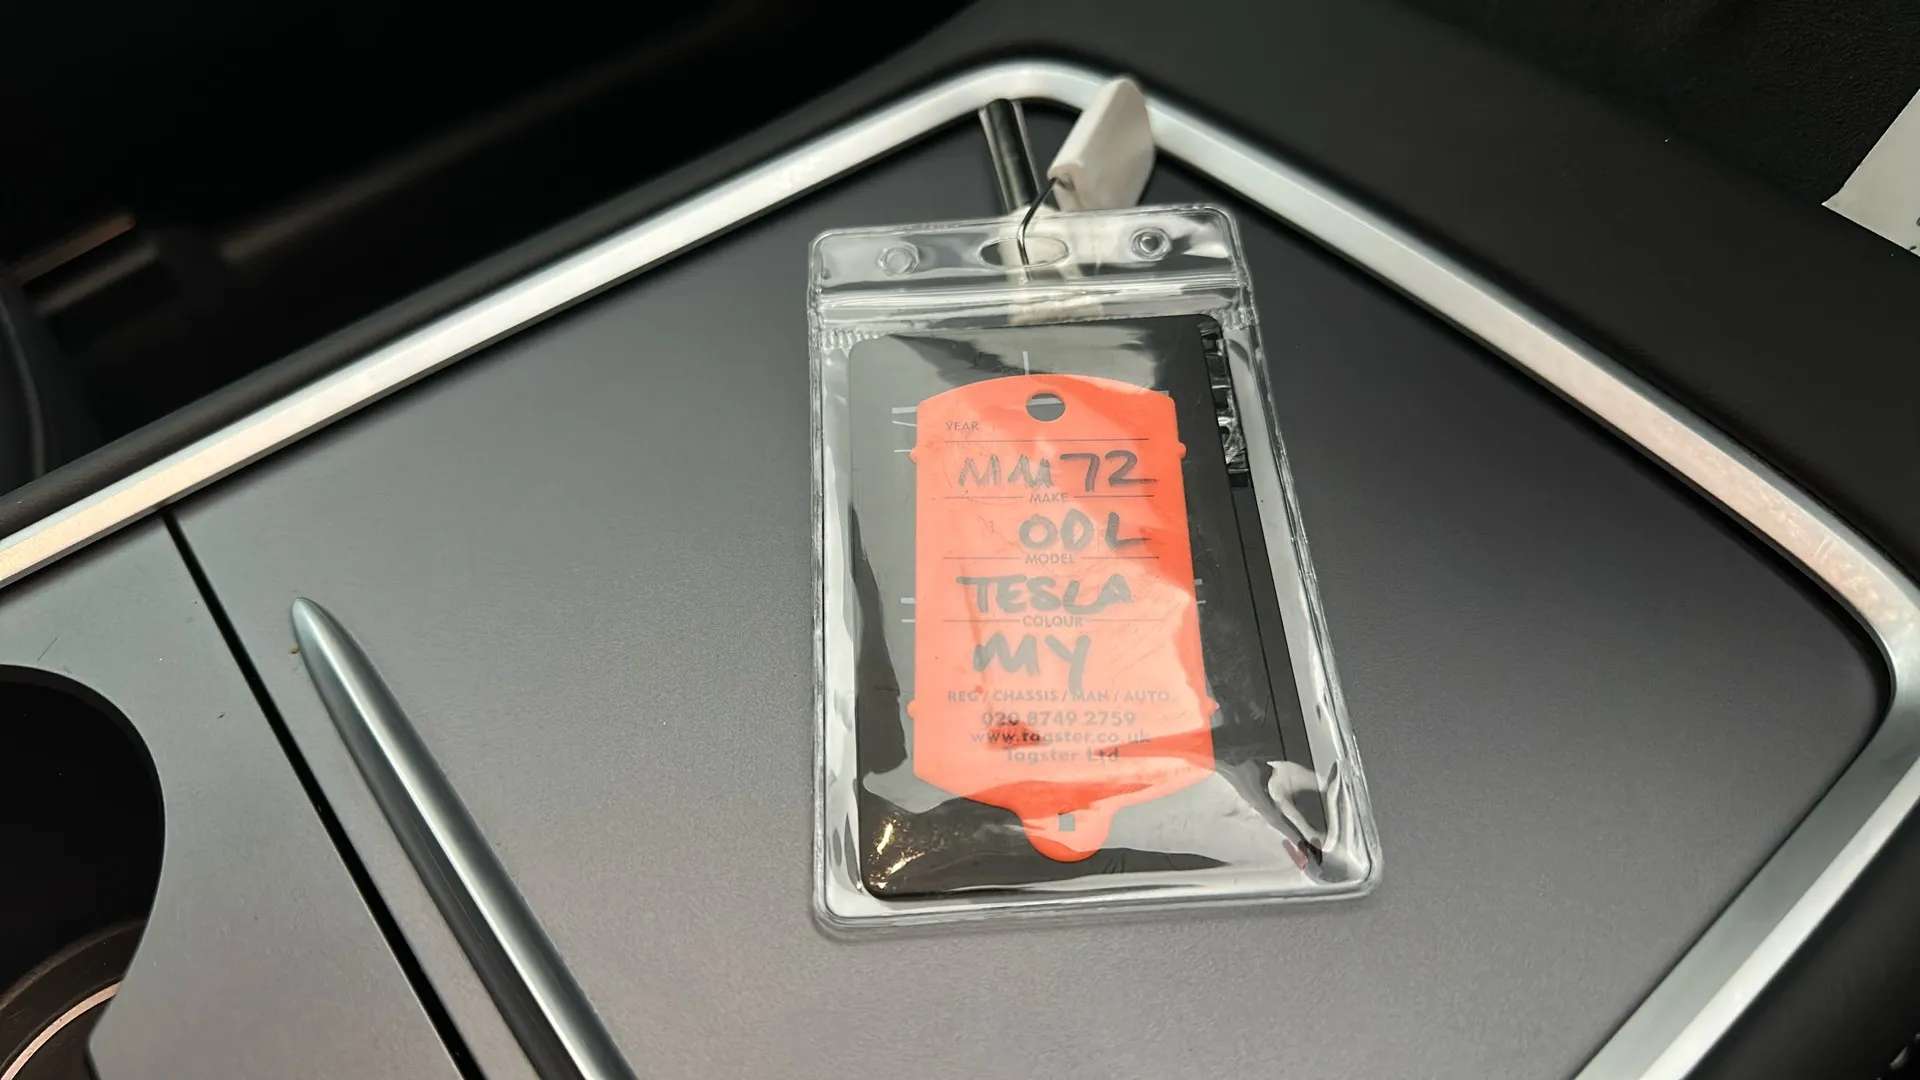 YEAR
MM72
MAKE
ODL
MODEL
TESLA
COLOUR
MY
REG / CHASSIS / MAN / AUTO
020 8749 2759
www.tagster.co.uk
Tagster Ltd